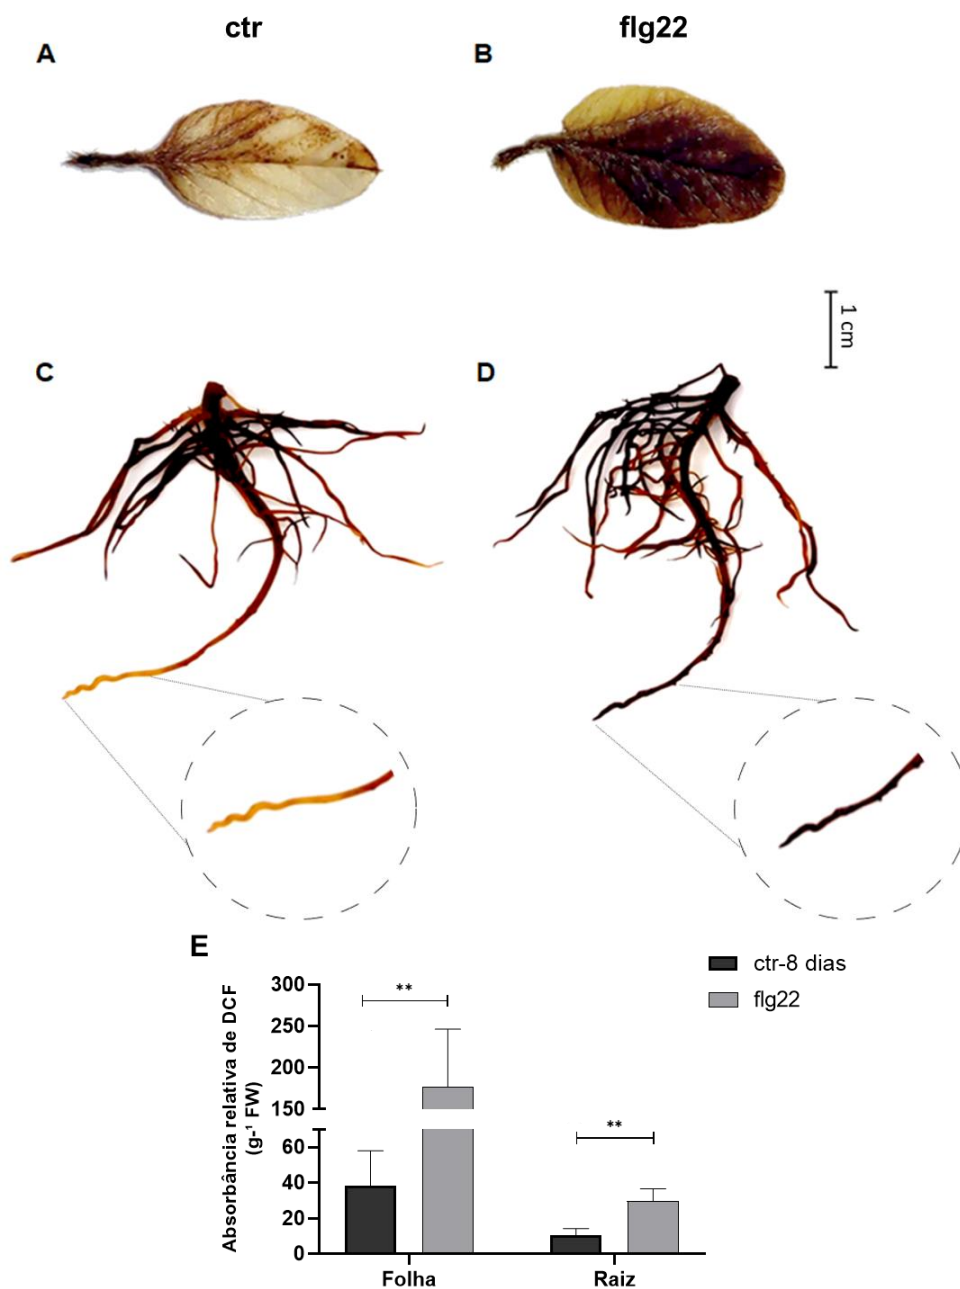 ctr
flg22
A
B
1 cm
C
D
E
ctr-8 dias
flg22
Absorbância relativa de DCF
(g-¹ FW)
300
250
200
150
60
40
20
0
**
**
Folha
Raiz